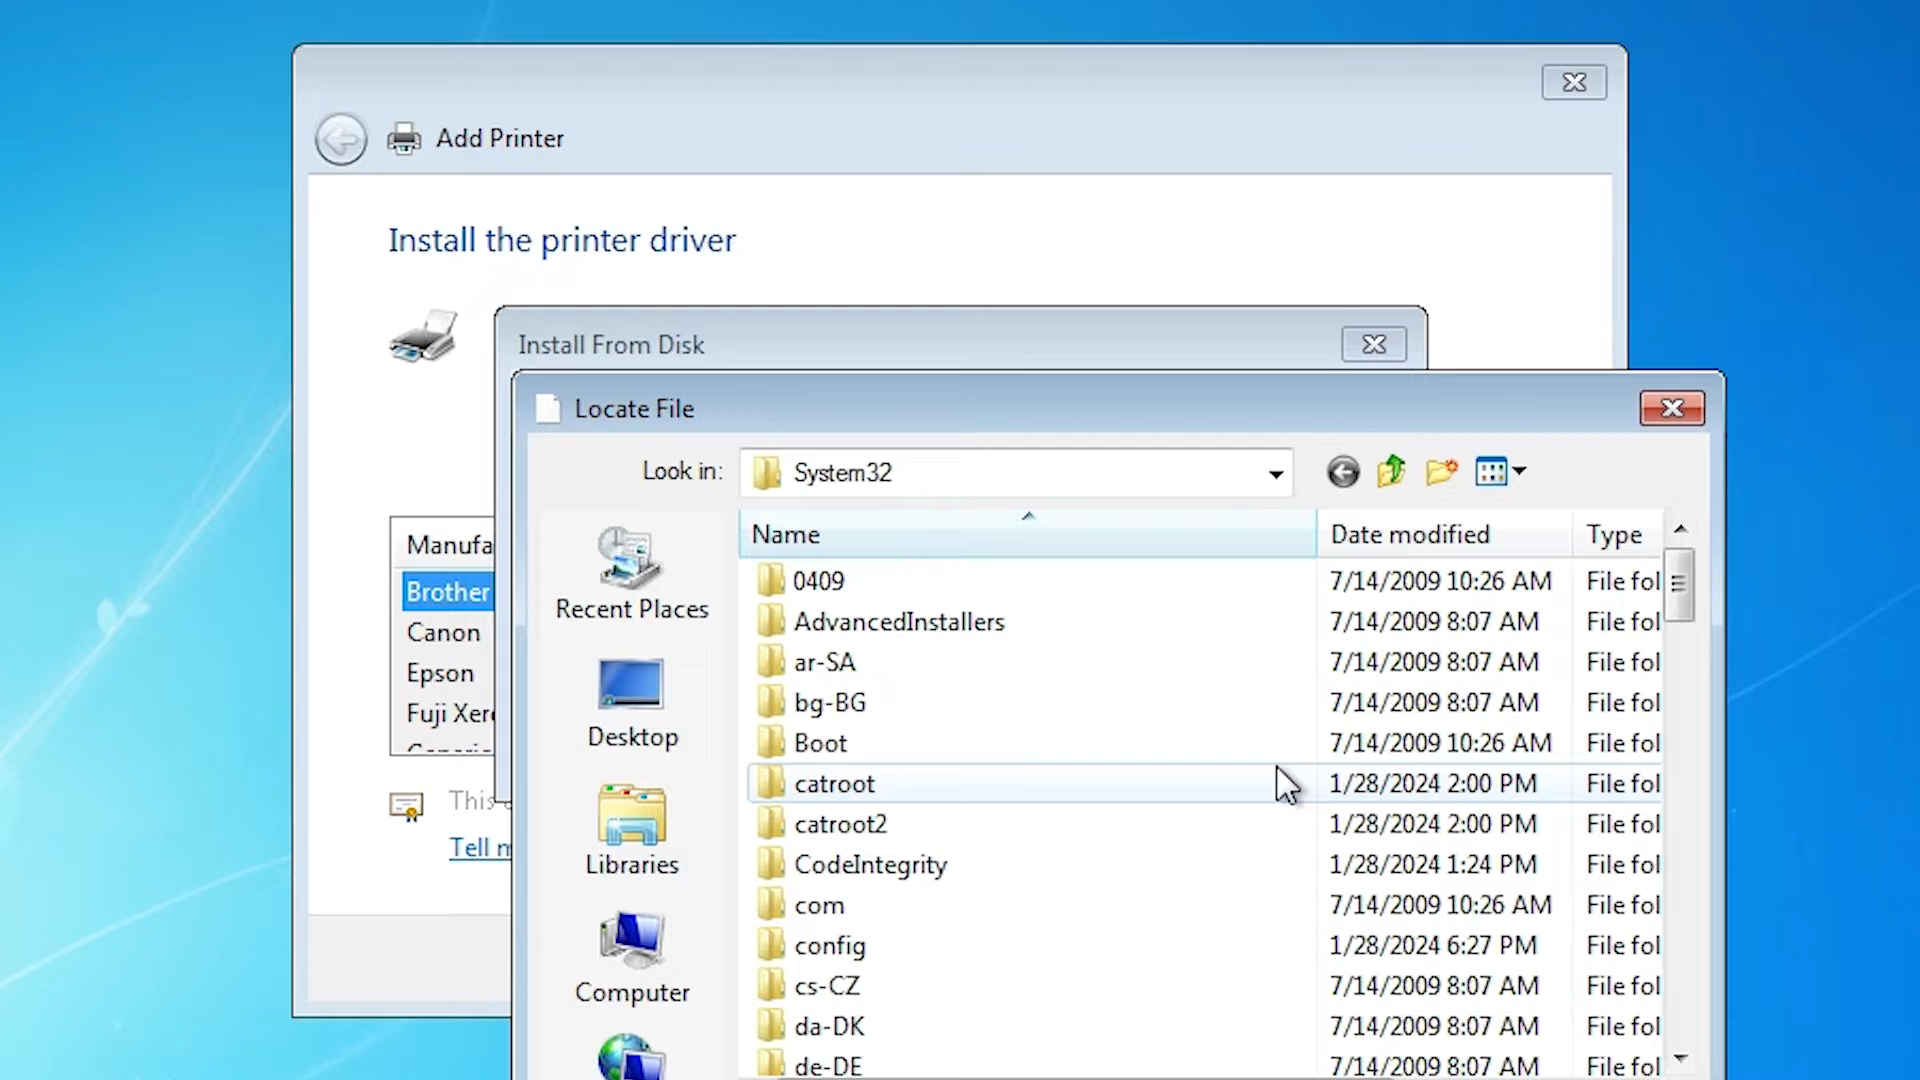 Add Printer
Install the printer driver
Install From Disk
Locate File
Look in:
System32
Manufa
Brother
Canon
Epson
Fuji Xer
This
Tell
Recent Places
Desktop
Libraries
Computer
Name Date modified Type
0409 7/14/2009 10:26 AM File fol
AdvancedInstallers 7/14/2009 8:07 AM File fol
ar-SA 7/14/2009 8:07 AM File fol
bg-BG 7/14/2009 8:07 AM File fol
Boot 7/14/2009 10:26 AM File fol
catroot 1/28/2024 2:00 PM File fol
catroot2 1/28/2024 2:00 PM File fol
CodeIntegrity 1/28/2024 1:24 PM File fol
com 7/14/2009 10:26 AM File fol
config 1/28/2024 6:27 PM File fol
cs-CZ 7/14/2009 8:07 AM File fol
da-DK 7/14/2009 8:07 AM File fol
de-DE 7/14/2009 8:07 AM File fol